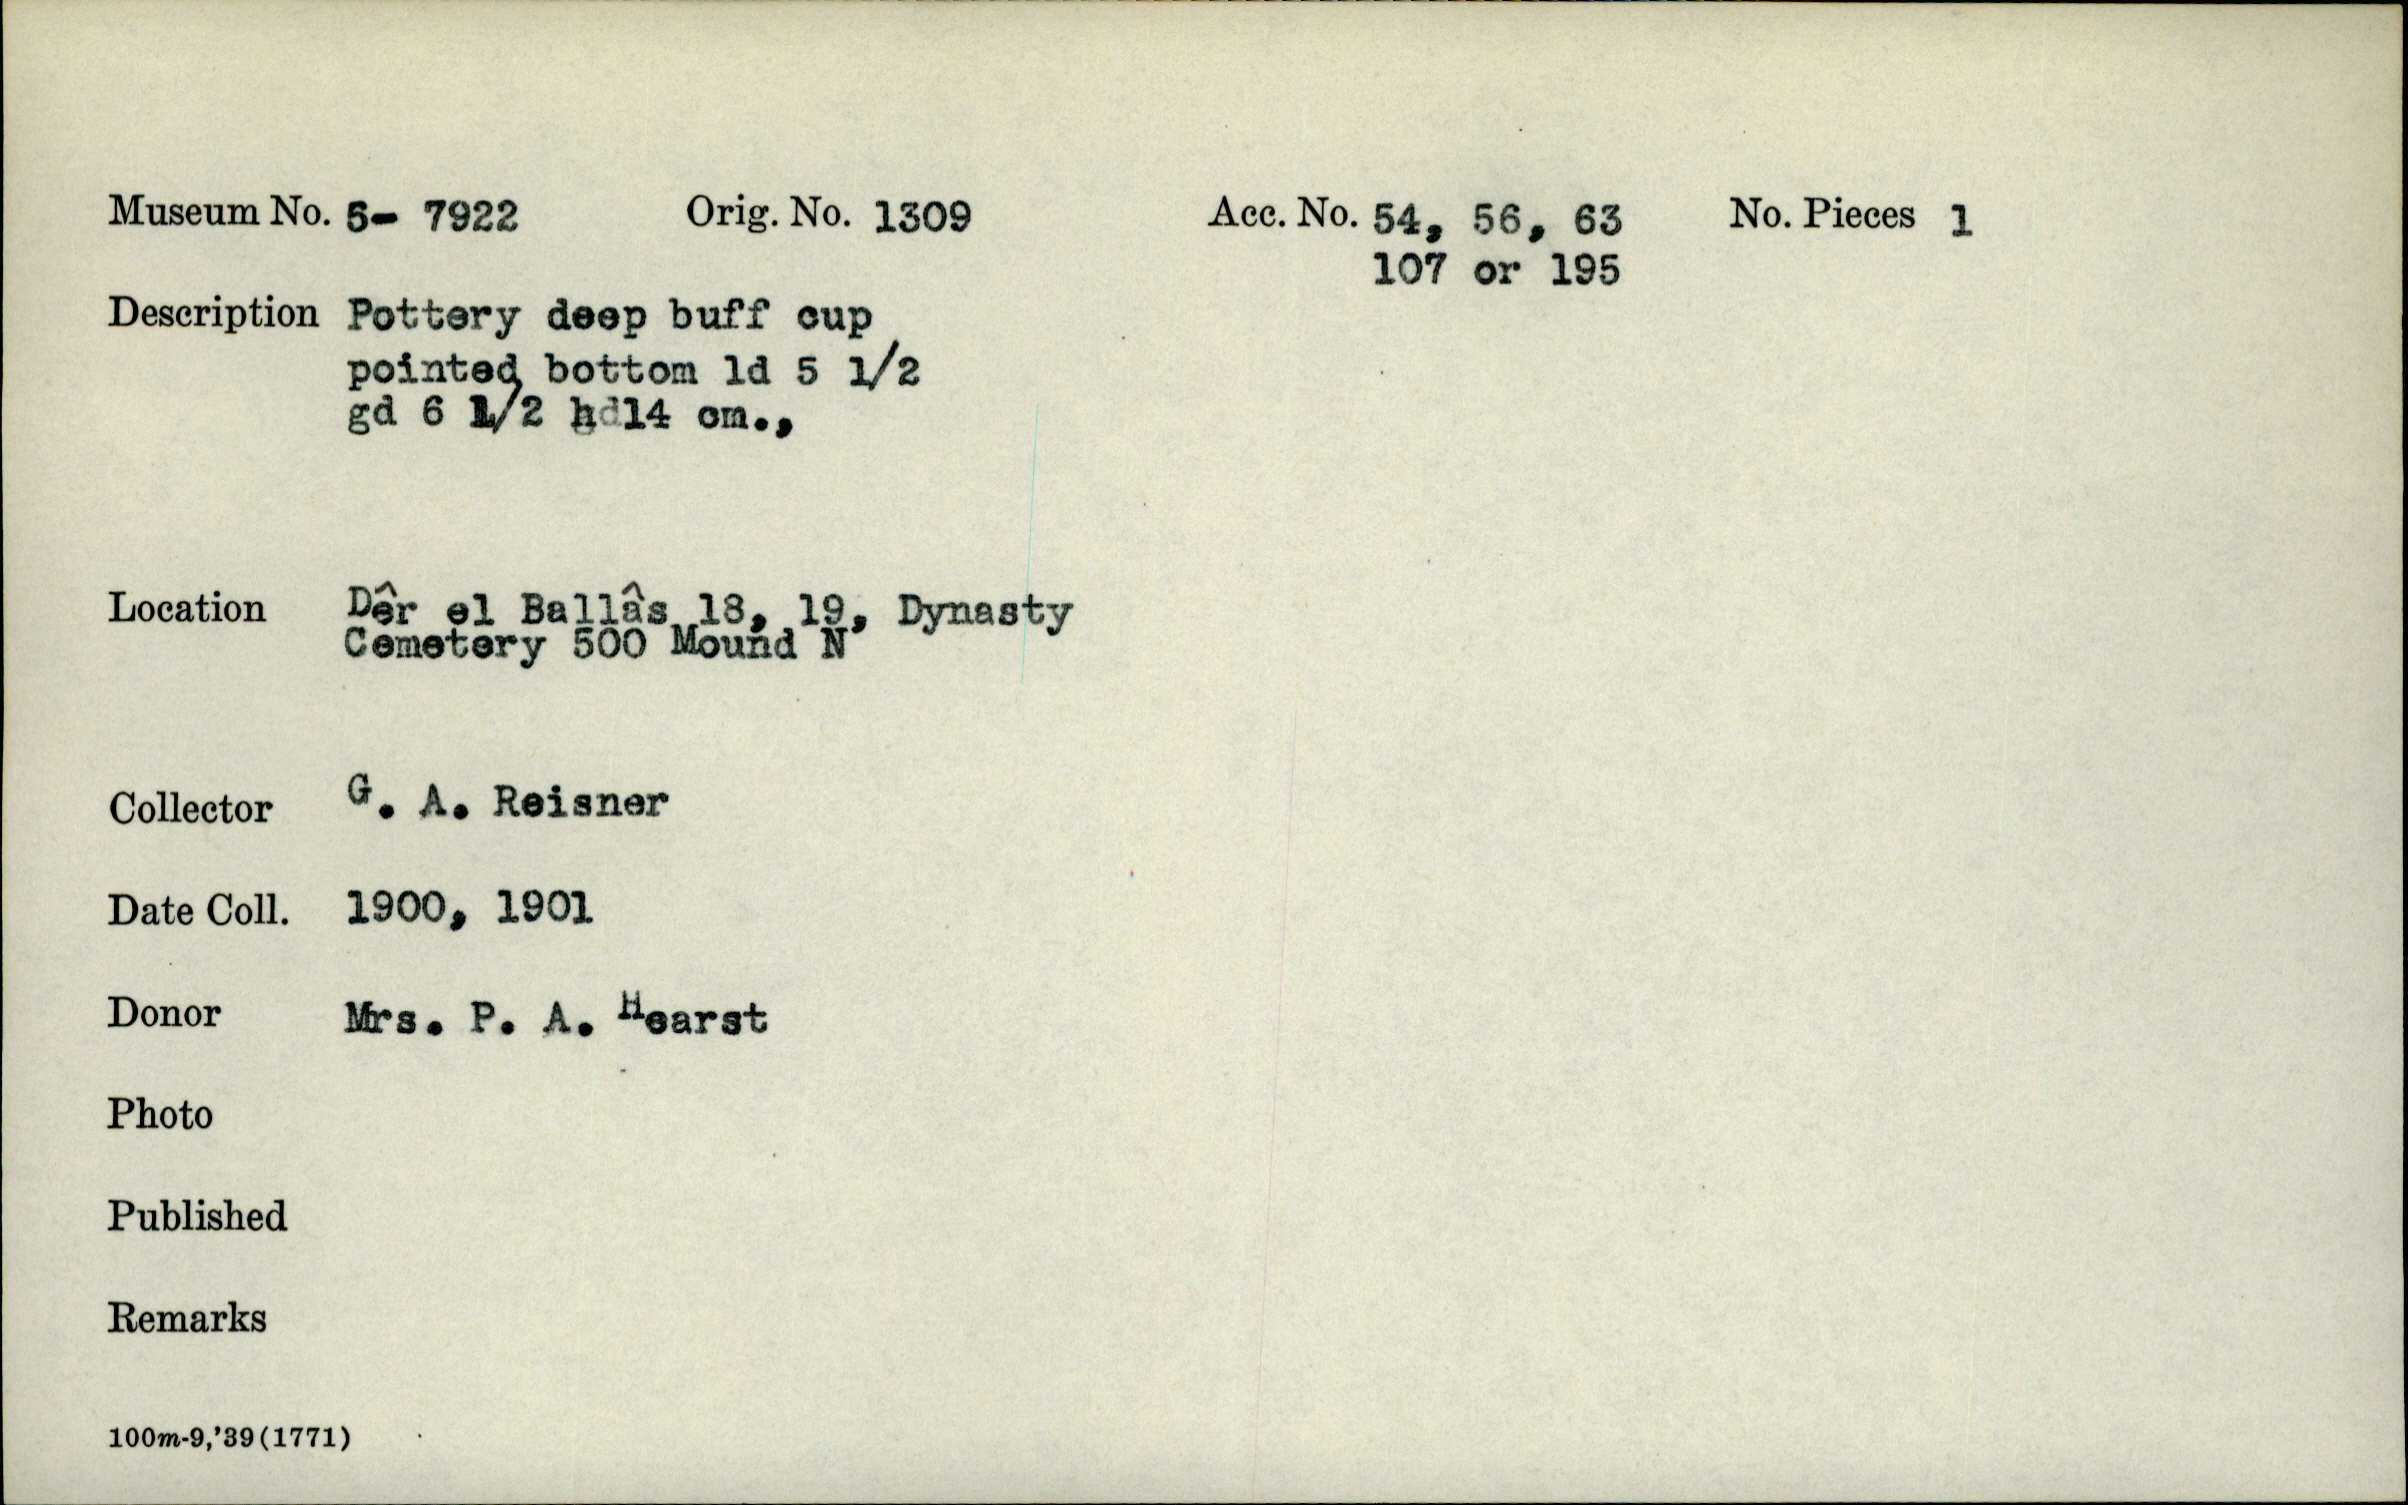 Museum No. 5- 7922 Orig. No. 1309 Acc. No. 54, 56, 63 No. Pieces 1
107 or 195
Description Pottery deep buff cup
pointed bottom ld 5 1/2
gd 6 1/2 hd14 cm.,
Location Dêr el Ballâs 18, 19, Dynasty
Cemetery 500 Mound N
Collector G. A. Reisner
Date Coll. 1900, 1901
Donor Mrs. P. A. Hearst
Photo
Published
Remarks
100m-9,'39(1771)